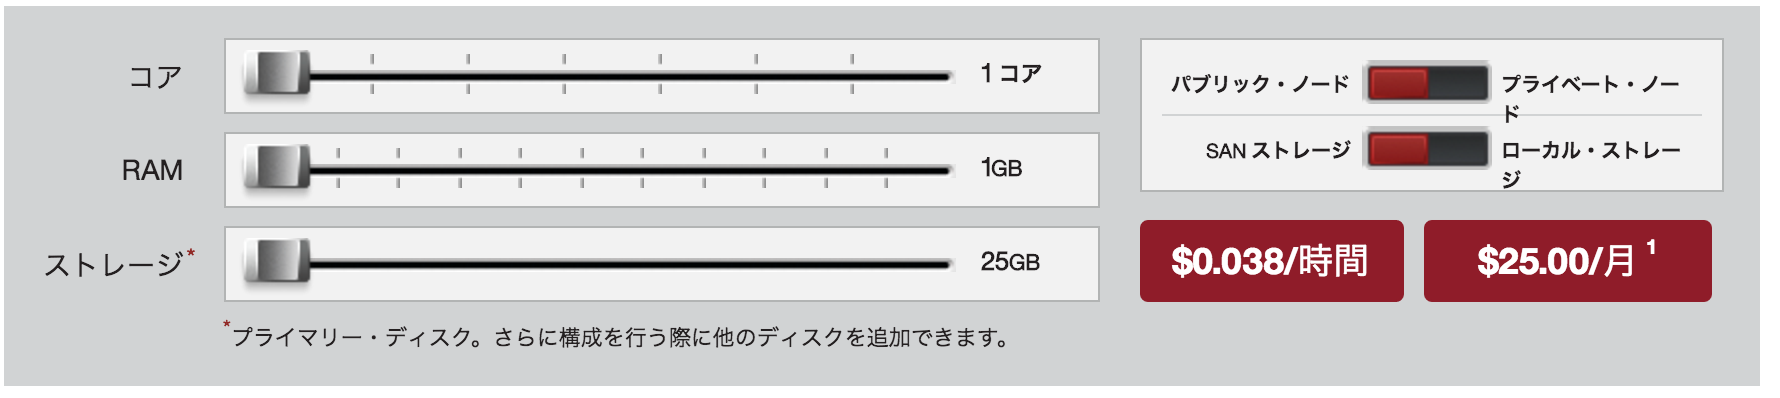 コア
1 コア
RAM
1GB
ストレージ*
25GB
*プライマリー・ディスク。さらに構成を行う際に他のディスクを追加できます。
パブリック・ノード
プライベート・ノー
ド
SAN ストレージ
ローカル・ストレー
ジ
$0.038/時間
$25.00/月 1